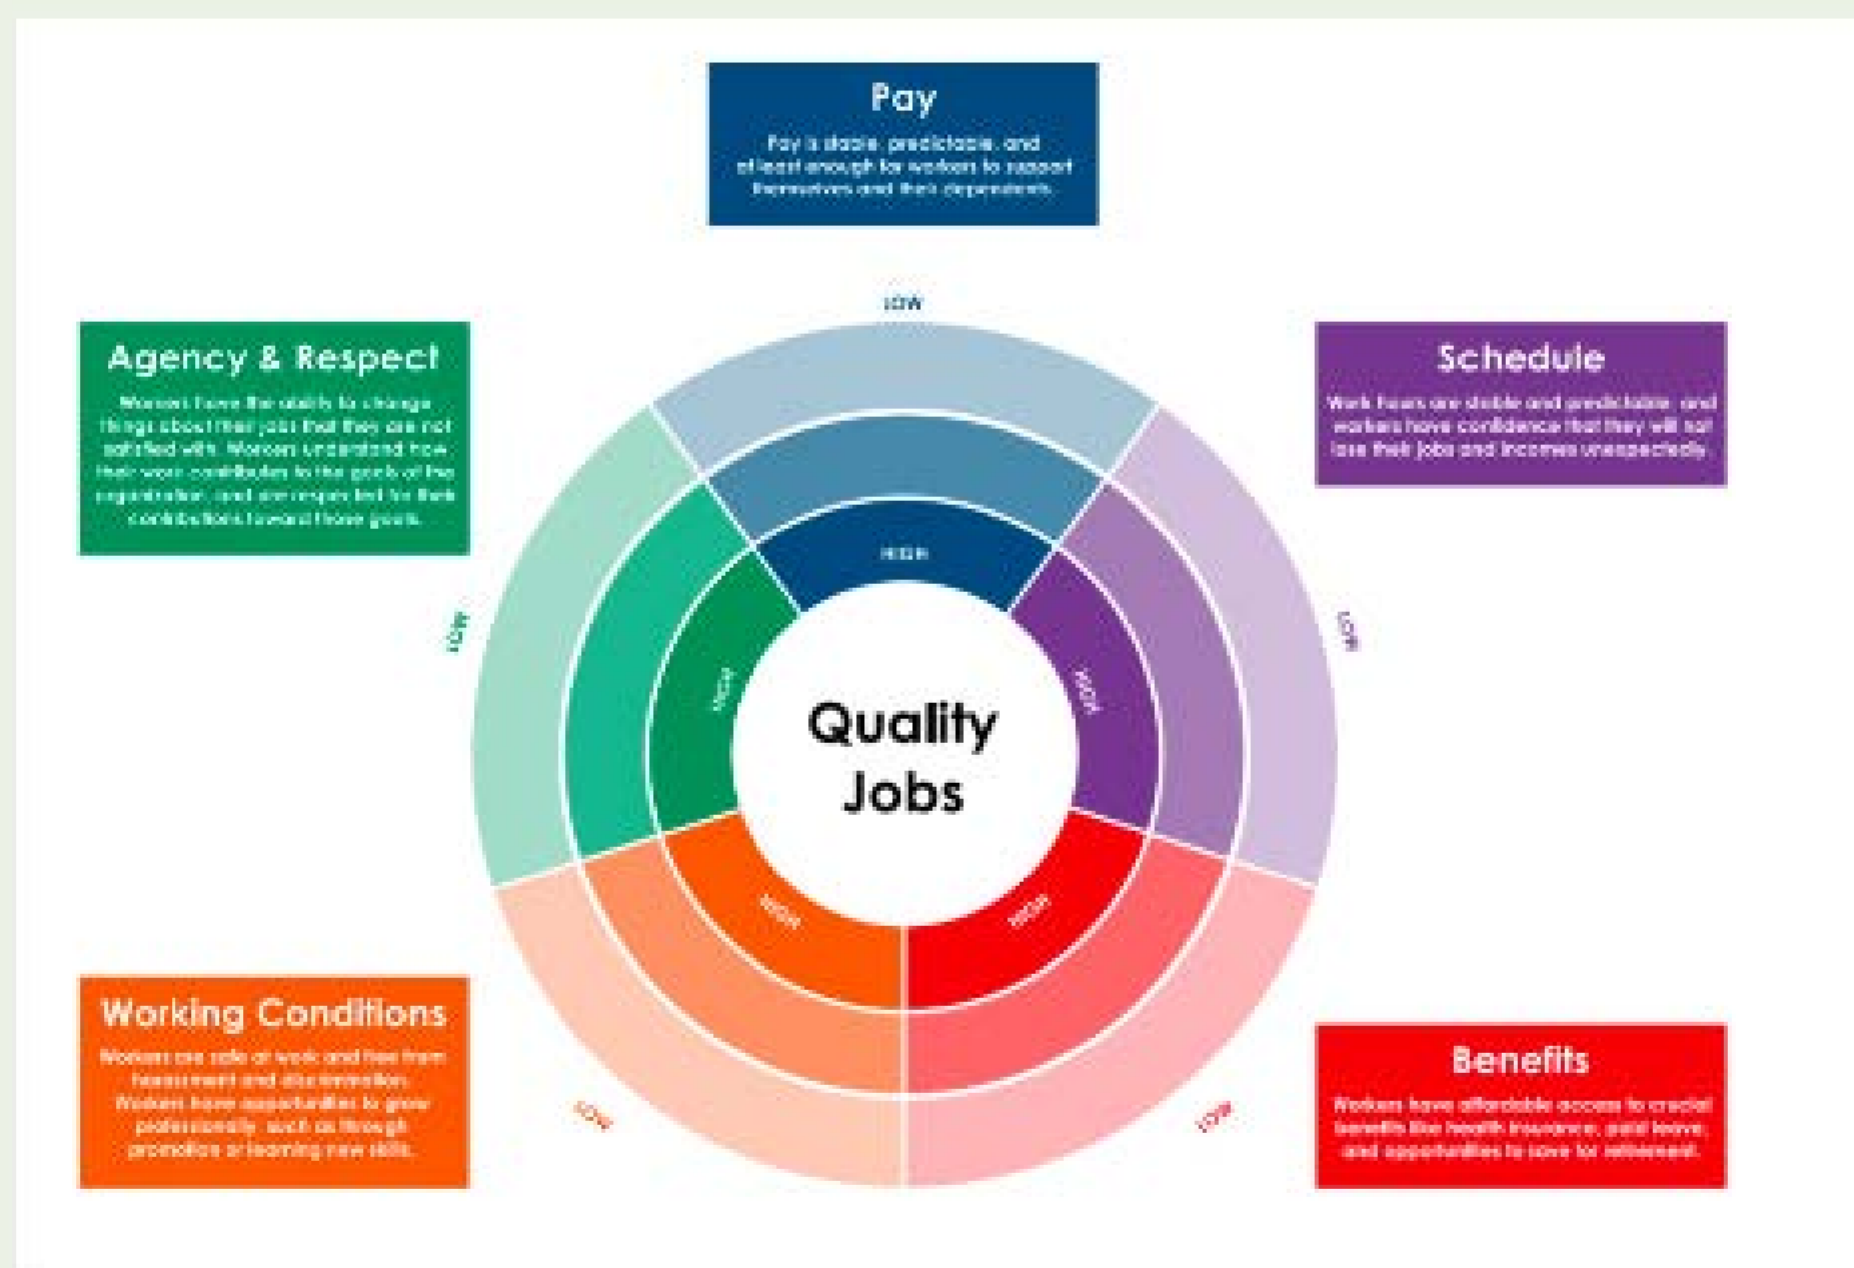 Pay
Pay is stable, predictable, and
at least enough for workers to support
themselves and their dependents.
LOW
Agency & Respect
Workers have the ability to change
things about their jobs that they are not
satisfied with. Workers understand how
their work contributes to the goals of the
organization, and are respected for their
contributions toward those goals.
Schedule
Work hours are stable and predictable, and
workers have confidence that they will not
lose their jobs and incomes unexpectedly.
HIGH
LOW
LOW
HIGH
HIGH
Quality
Jobs
HIGH
HIGH
Working Conditions
Workers are safe at work and free from
harassment and discrimination.
Workers have opportunities to grow
professionally, such as through
promotion or learning new skills.
LOW
LOW
Benefits
Workers have affordable access to crucial
benefits like health insurance, paid leave,
and opportunities to save for retirement.